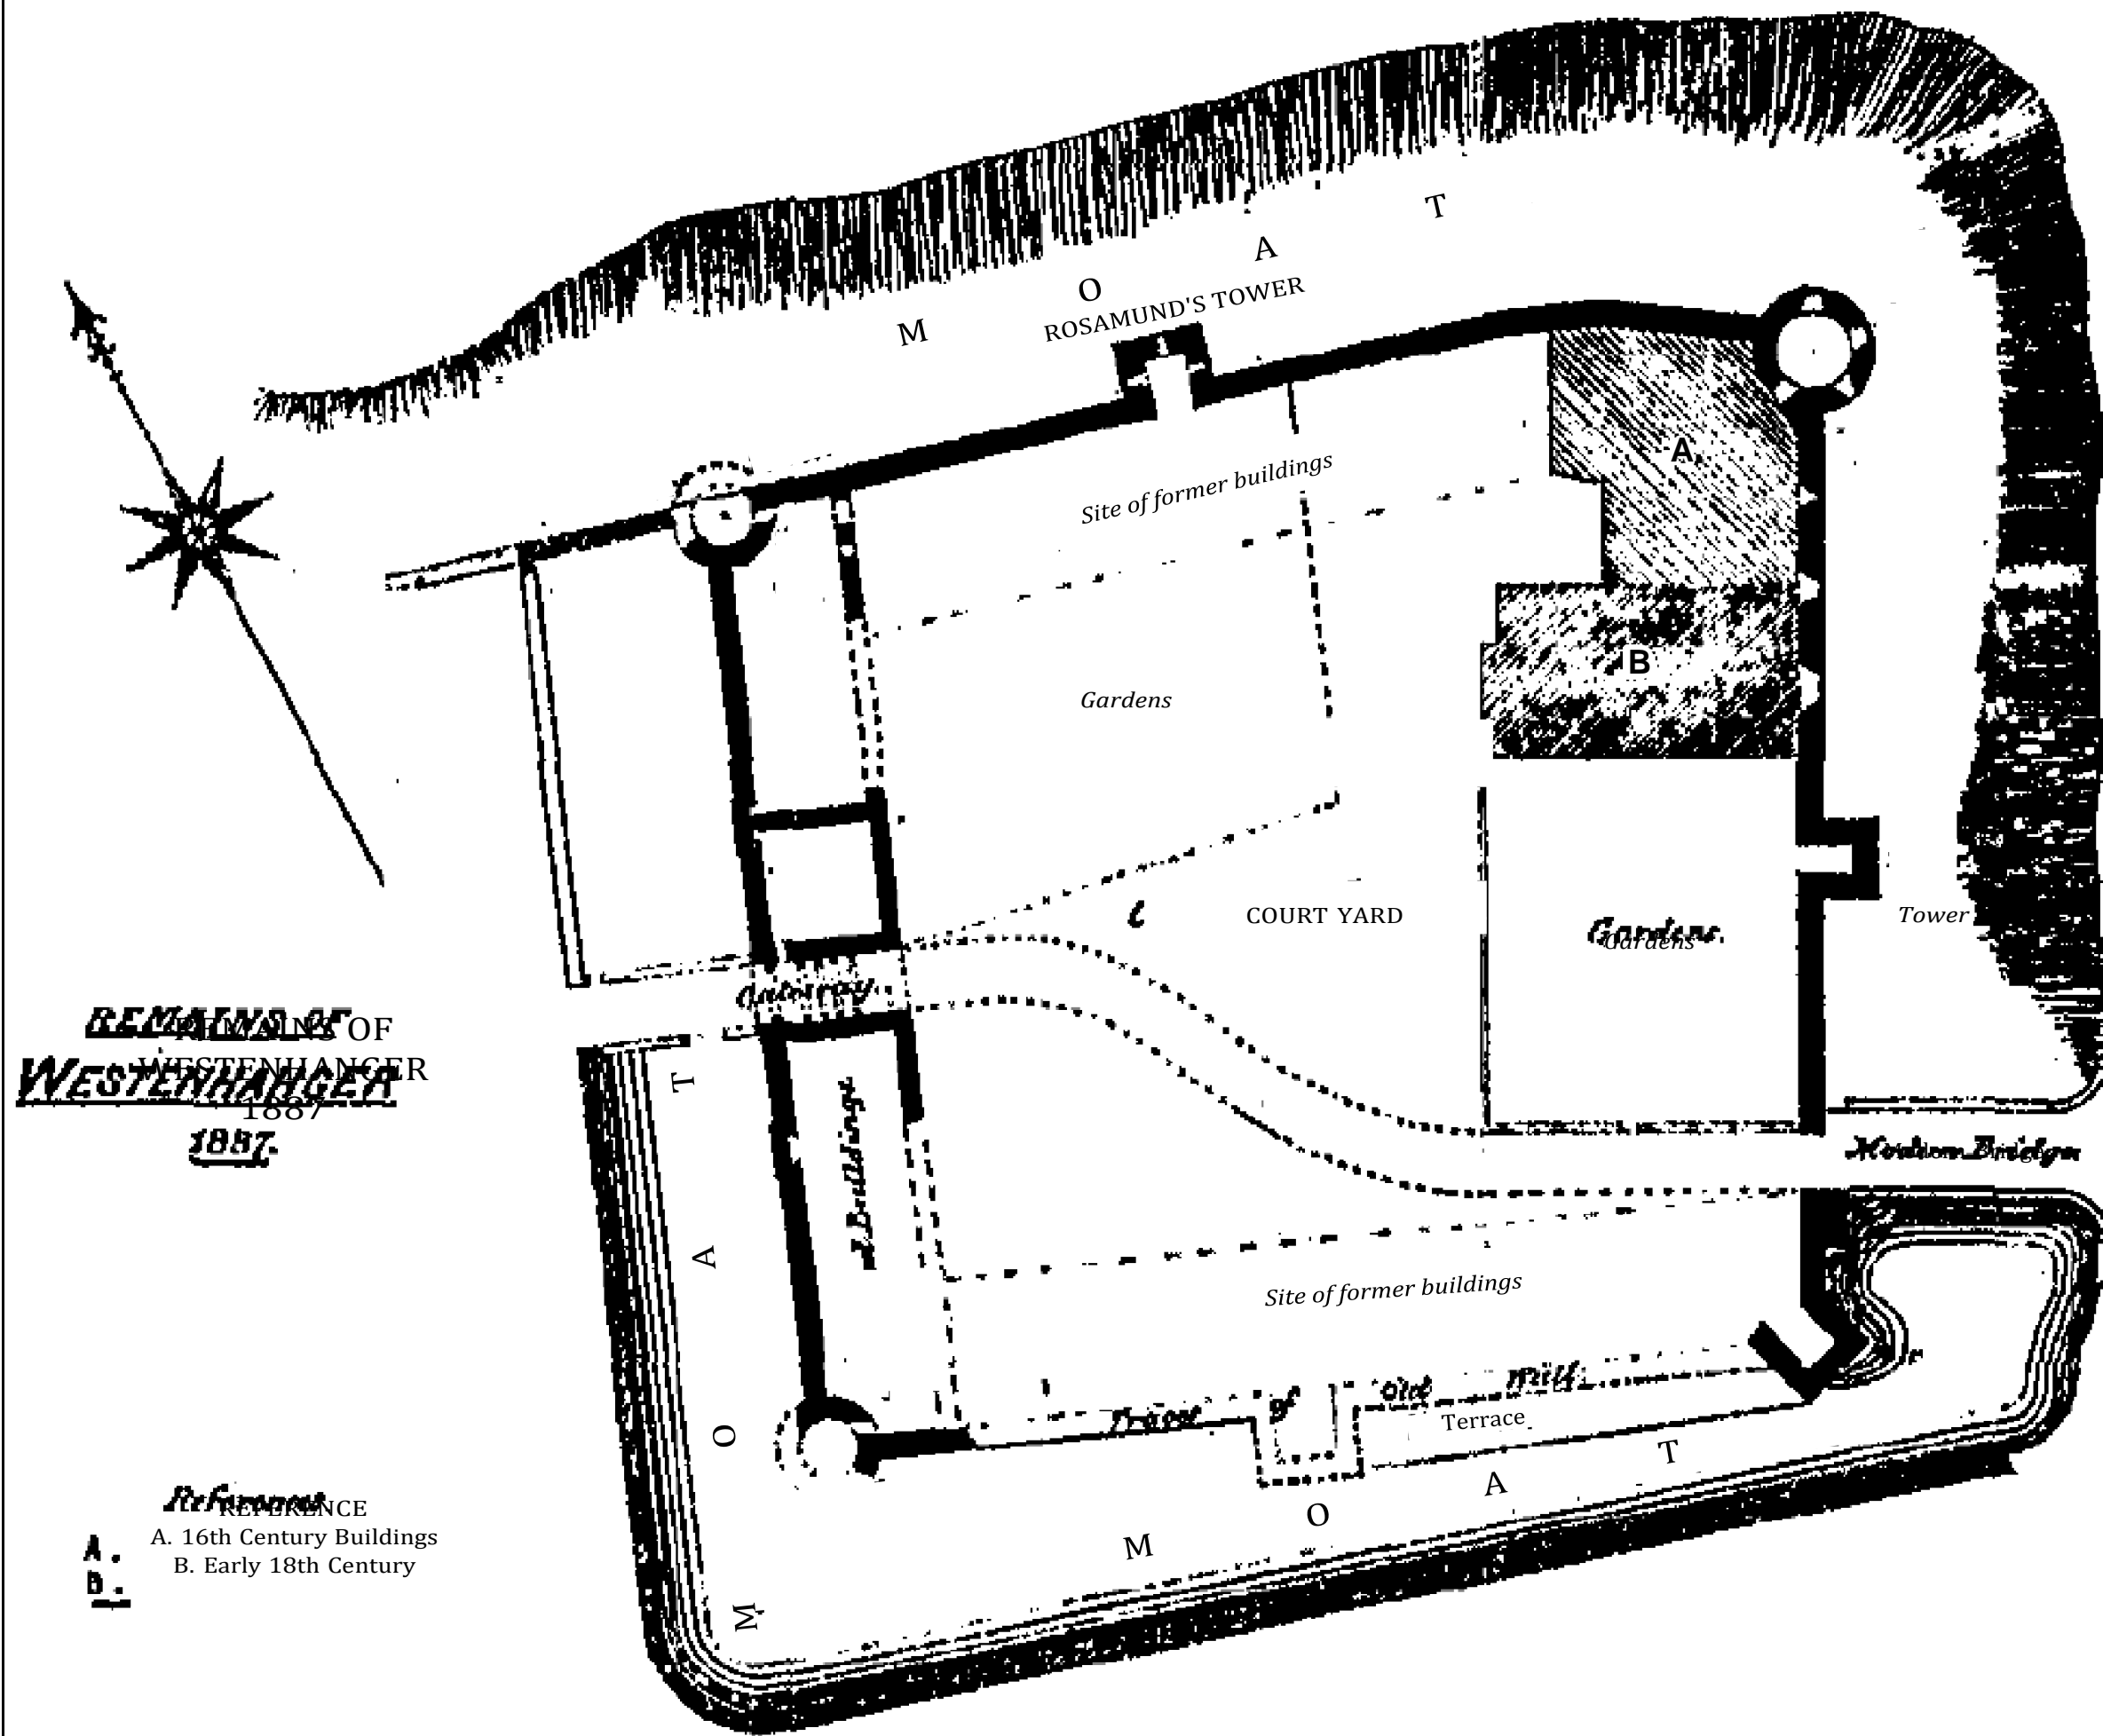 M O A T
ROSAMUND'S TOWER
Site of former buildings
A.
B
Gardens
COURT YARD
C
Gardens.
Gardens
Tower
Gateway
REMAINS OF
WESTENHANGER
1887.
REMAINS OF
WESTENHANGER
1887
M O A T
Buildings
Modern Bridge
Site of former buildings
Trace of Old Wall
Terrace
M O A T
References
REFERENCE
A.
A. 16th Century Buildings
B.
B. Early 18th Century